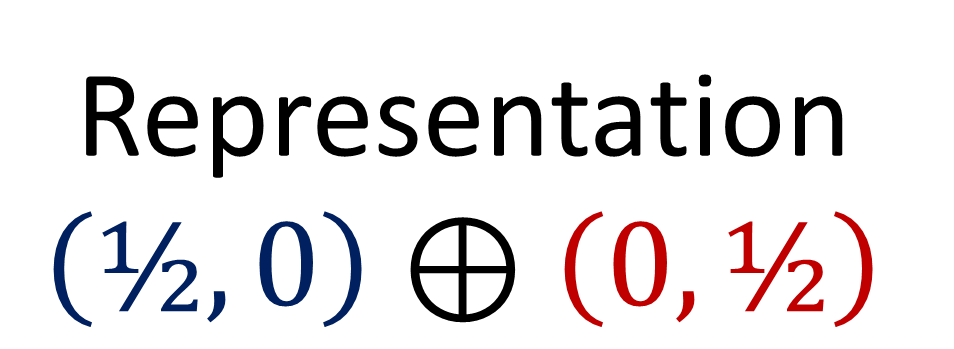 Representation
(½, 0) ⊕ (0, ½)